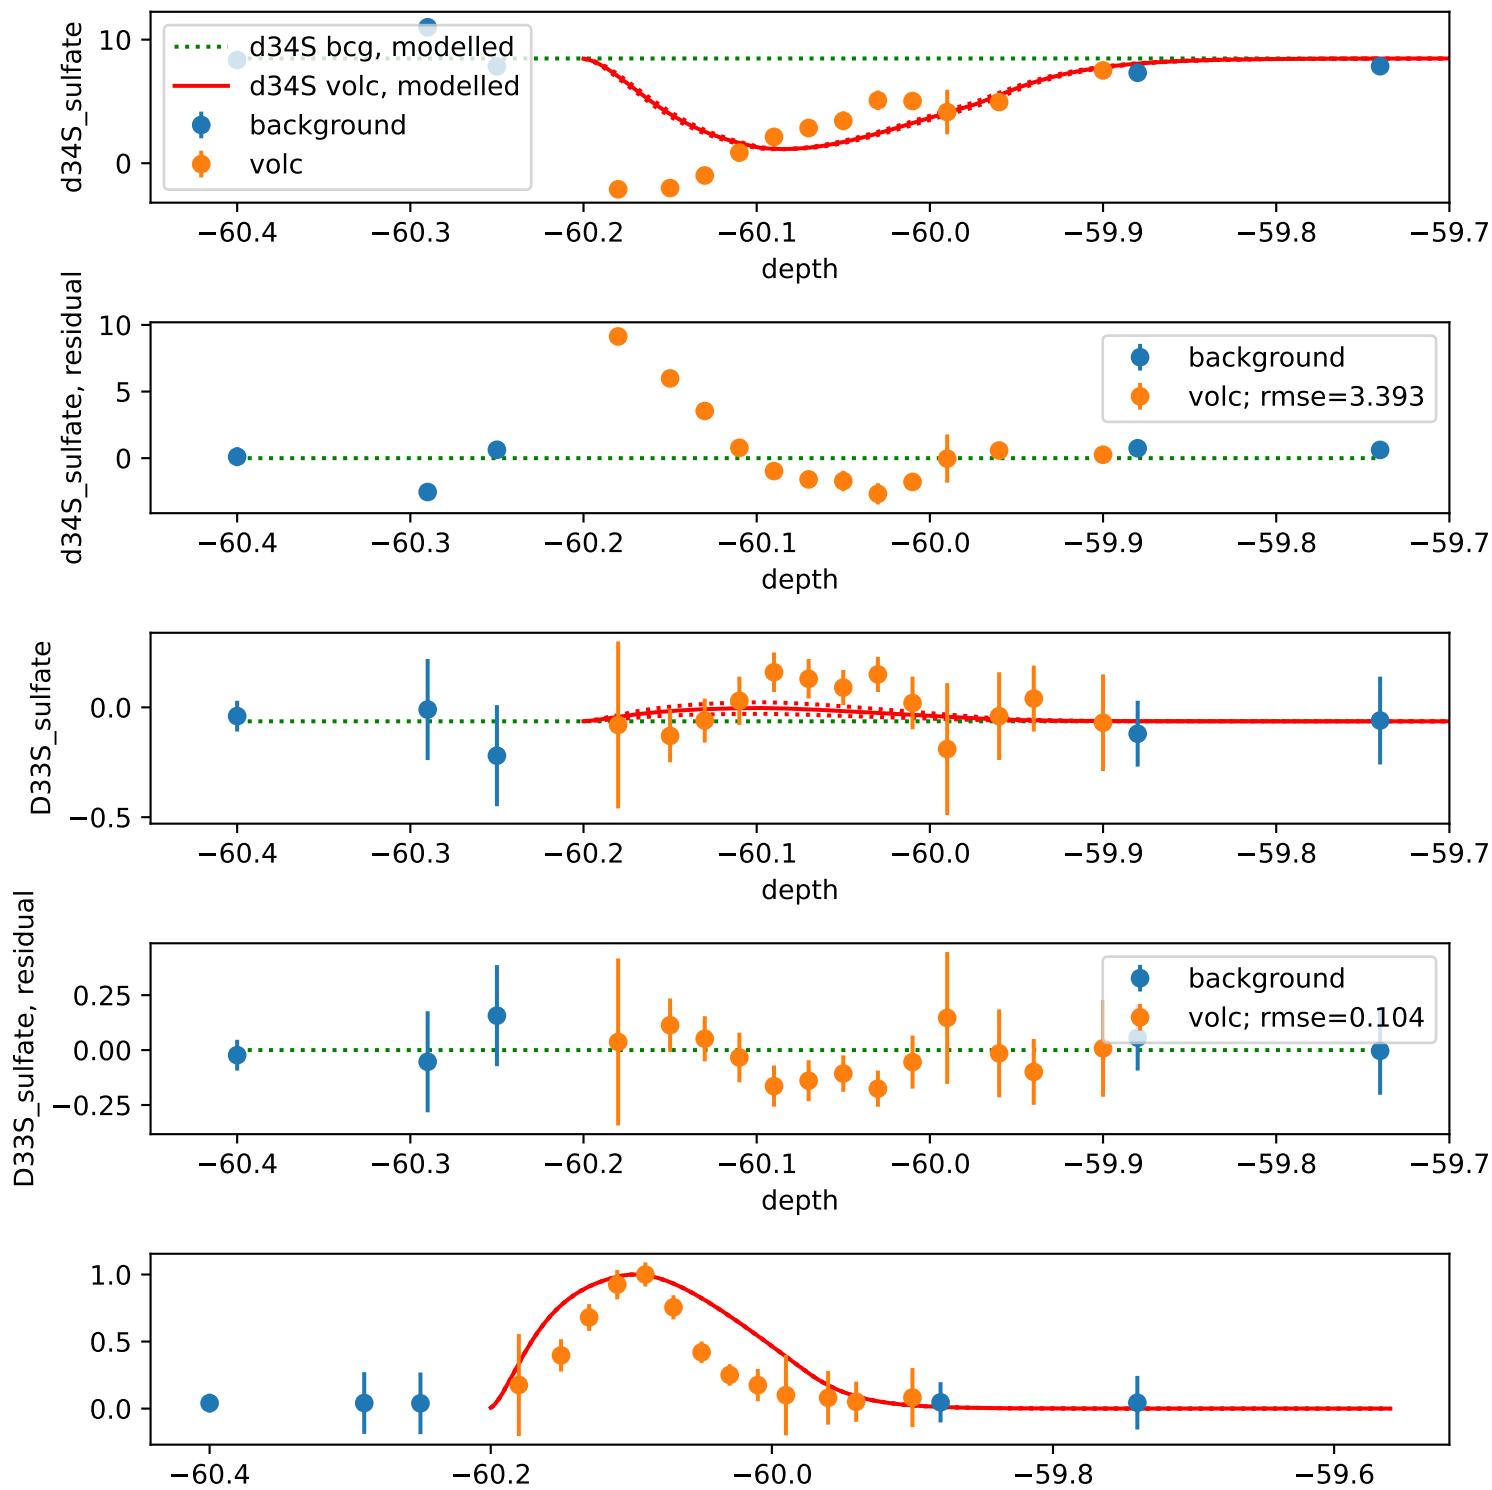 d34S_sulfate
10
0
d34S bcg, modelled
d34S volc, modelled
background
volc
−60.4 −60.3 −60.2 −60.1 −60.0 −59.9 −59.8 −59.7
depth
d34S_sulfate, residual
10
5
0
background
volc; rmse=3.393
−60.4 −60.3 −60.2 −60.1 −60.0 −59.9 −59.8 −59.7
depth
D33S_sulfate
0.0
−0.5
−60.4 −60.3 −60.2 −60.1 −60.0 −59.9 −59.8 −59.7
depth
D33S_sulfate, residual
0.25
0.00
−0.25
background
volc; rmse=0.104
−60.4 −60.3 −60.2 −60.1 −60.0 −59.9 −59.8 −59.7
depth
1.0
0.5
0.0
−60.4 −60.2 −60.0 −59.8 −59.6